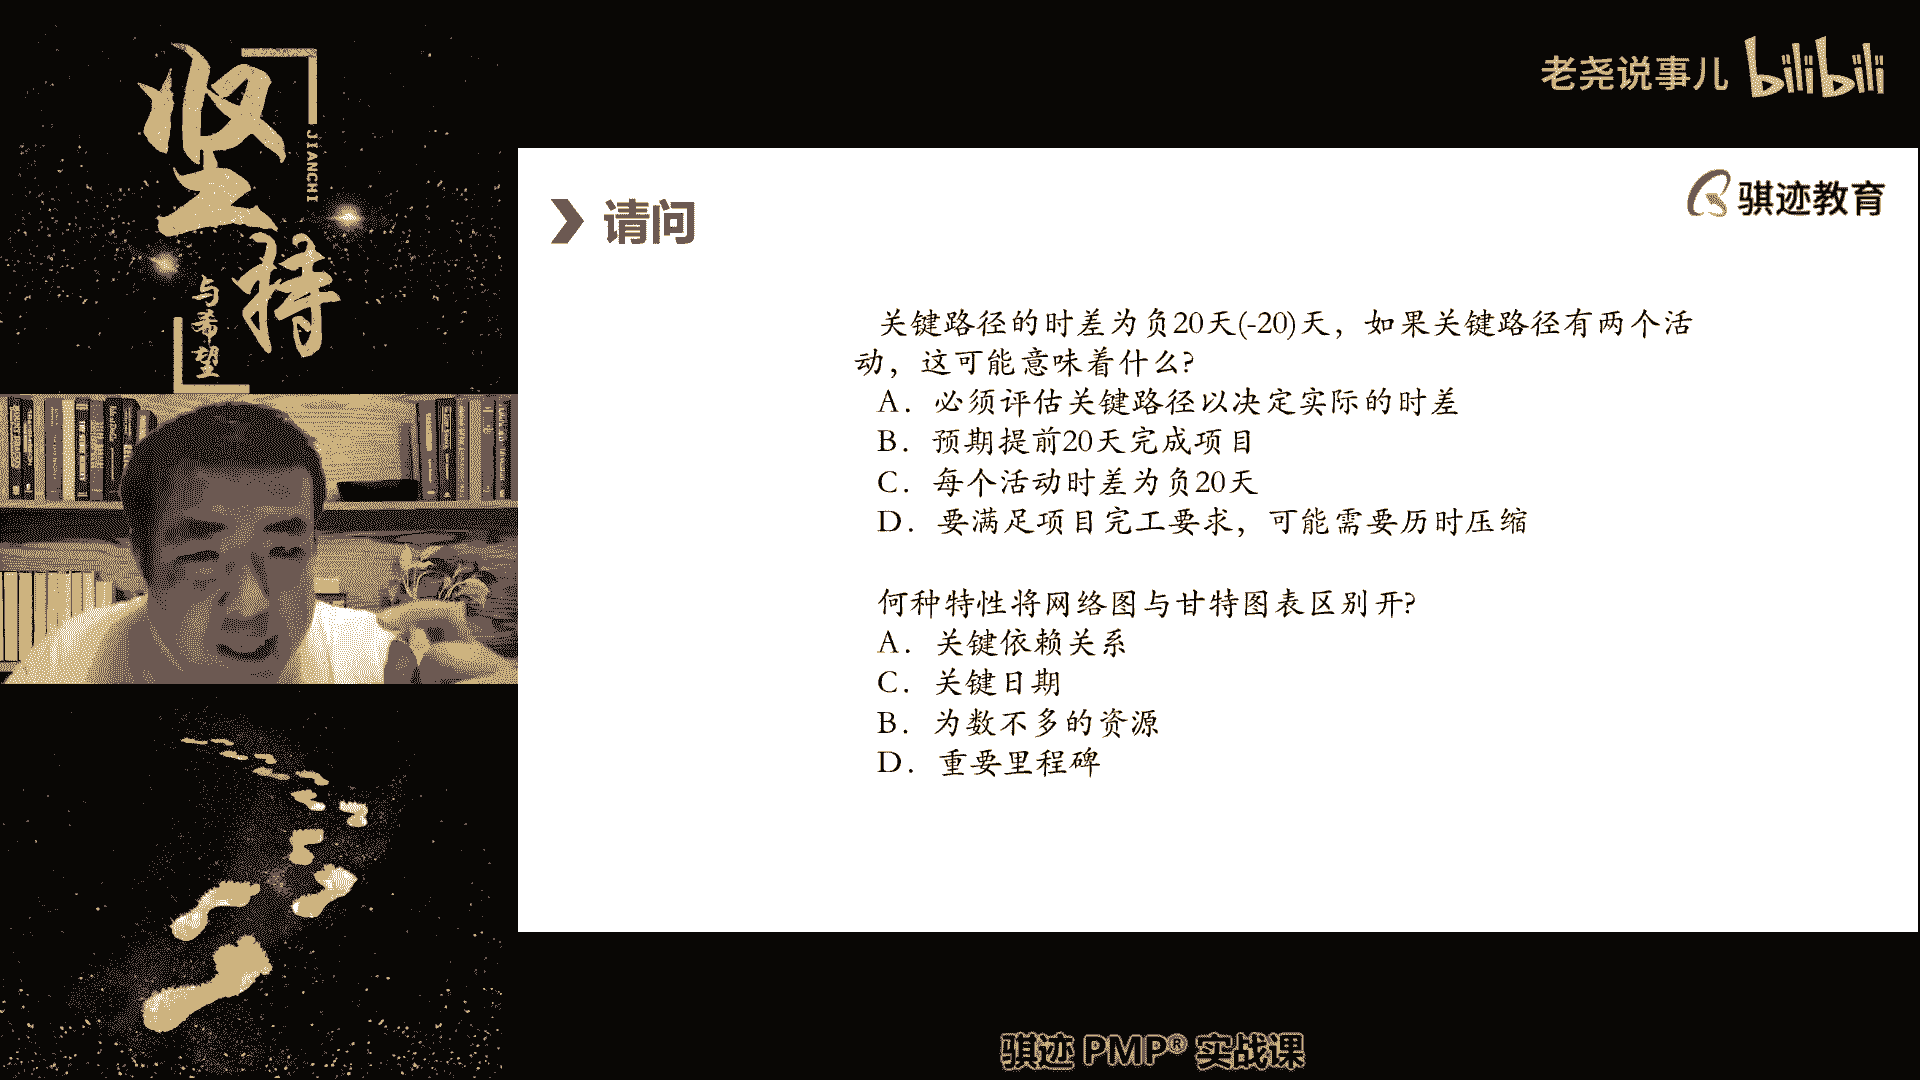 坚持
JIANCHI
与希望
老尧说事儿 bilibili
骐迹教育
请问
关键路径的时差为负20天(-20)天，如果关键路径有两个活
动，这可能意味着什么?
A．必须评估关键路径以决定实际的时差
B．预期提前20天完成项目
C．每个活动时差为负20天
D．要满足项目完工要求，可能需要历时压缩
何种特性将网络图与甘特图表区别开?
A．关键依赖关系
C．关键日期
B．为数不多的资源
D．重要里程碑
骐迹 PMP® 实战课